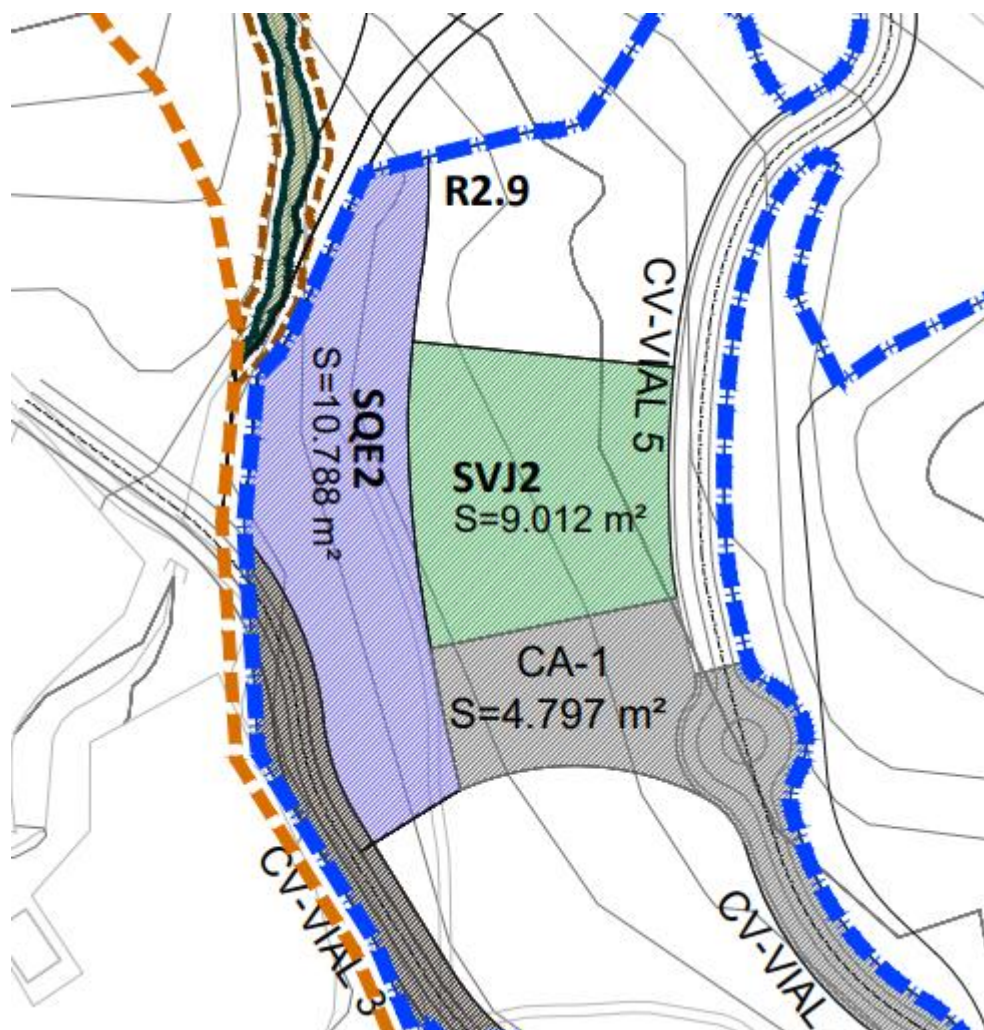 R2.9
CV-VIAL 5
SQE2
S=10.788 m²
SVJ2
S=9.012 m²
CA-1
S=4.797 m²
CV-VIAL 3
CV-VIAL